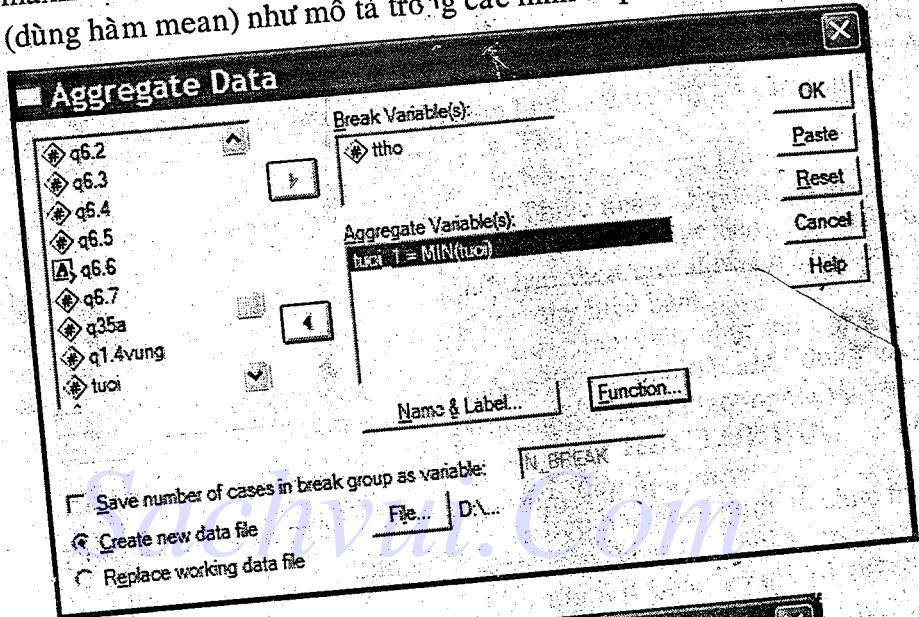 (dùng hàm mean) như mô tả trong các hình
Aggregate Data
q6.2
q6.3
q6.4
q6.5
q6.6
q6.7
q35a
q1.4vung
tuoi
Break Variable(s):
ttho
Aggregate Variable(s):
tuoi_1 = MIN(tuoi)
Name & Label...
Function...
OK
Paste
Reset
Cancel
Help
Save number of cases in break group as variable:
N_BREAK
Create new data file
File...
D:\...
Replace working data file
Sachvui.Com